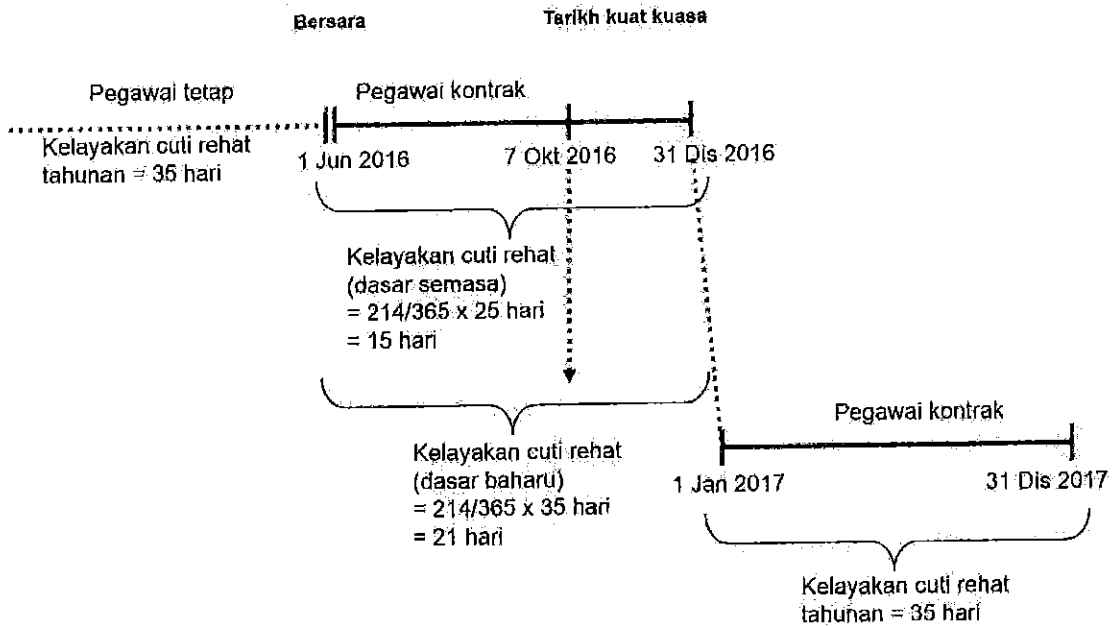 Bersara
Tarikh kuat kuasa
Pegawai tetap
Pegawai kontrak
Kelayakan cuti rehat
tahunan = 35 hari
1 Jun 2016
7 Okt 2016
31 Dis 2016
Kelayakan cuti rehat
(dasar semasa)
= 214/365 x 25 hari
= 15 hari
Kelayakan cuti rehat
(dasar baharu)
= 214/365 x 35 hari
= 21 hari
Pegawai kontrak
1 Jan 2017
31 Dis 2017
Kelayakan cuti rehat
tahunan = 35 hari